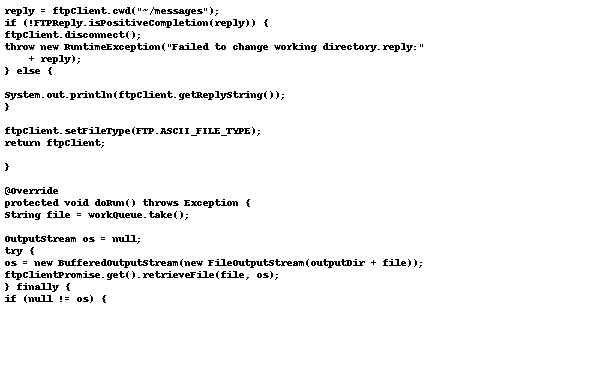 reply = ftpClient.cwd("~/messages");
if (!FTPReply.isPositiveCompletion(reply)) {
ftpClient.disconnect();
throw new RuntimeException("Failed to change working directory.reply:"
+ reply);
} else {
System.out.println(ftpClient.getReplyString());
}
ftpClient.setFileType(FTP.ASCII_FILE_TYPE);
return ftpClient;
}
@Override
protected void doRun() throws Exception {
String file = workQueue.take();
OutputStream os = null;
try {
os = new BufferedOutputStream(new FileOutputStream(outputDir + file));
ftpClientPromise.get().retrieveFile(file, os);
} finally {
if (null != os) {